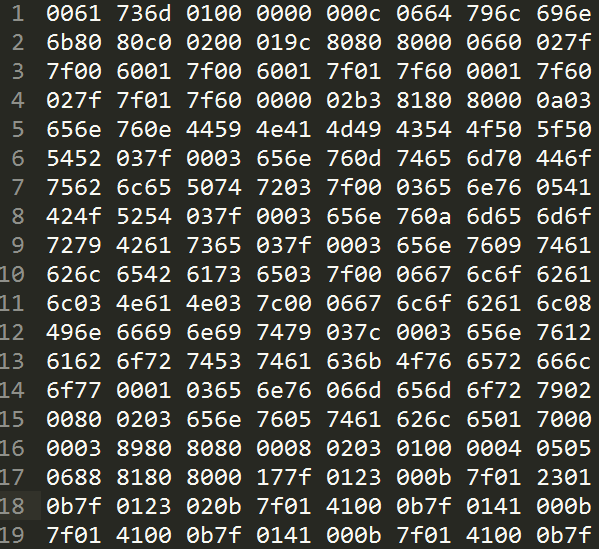 1 0061 736d 0100 0000 000c 0664 796c 696e
2 6b80 80c0 0200 019c 8080 8000 0660 027f
3 7f00 6001 7f00 6001 7f01 7f60 0001 7f60
4 027f 7f01 7f60 0000 02b3 8180 8000 0a03
5 656e 760e 4459 4e41 4d49 4354 4f50 5f50
6 5452 037f 0003 656e 760d 7465 6d70 446f
7 7562 6c65 5074 7203 7f00 0365 6e76 0541
8 424f 5254 037f 0003 656e 760a 6d65 6d6f
9 7279 4261 7365 037f 0003 656e 7609 7461
10 626c 6542 6173 6503 7f00 0667 6c6f 6261
11 6c03 4e61 4e03 7c00 0667 6c6f 6261 6c08
12 496e 6669 6e69 7479 037c 0003 656e 7612
13 6162 6f72 7453 7461 636b 4f76 6572 666c
14 6f77 0001 0365 6e76 066d 656d 6f72 7902
15 0080 0203 656e 7605 7461 626c 6501 7000
16 0003 8980 8080 0008 0203 0100 0004 0505
17 0688 8180 8000 177f 0123 000b 7f01 2301
18 0b7f 0123 020b 7f01 4100 0b7f 0141 000b
19 7f01 4100 0b7f 0141 000b 7f01 4100 0b7f